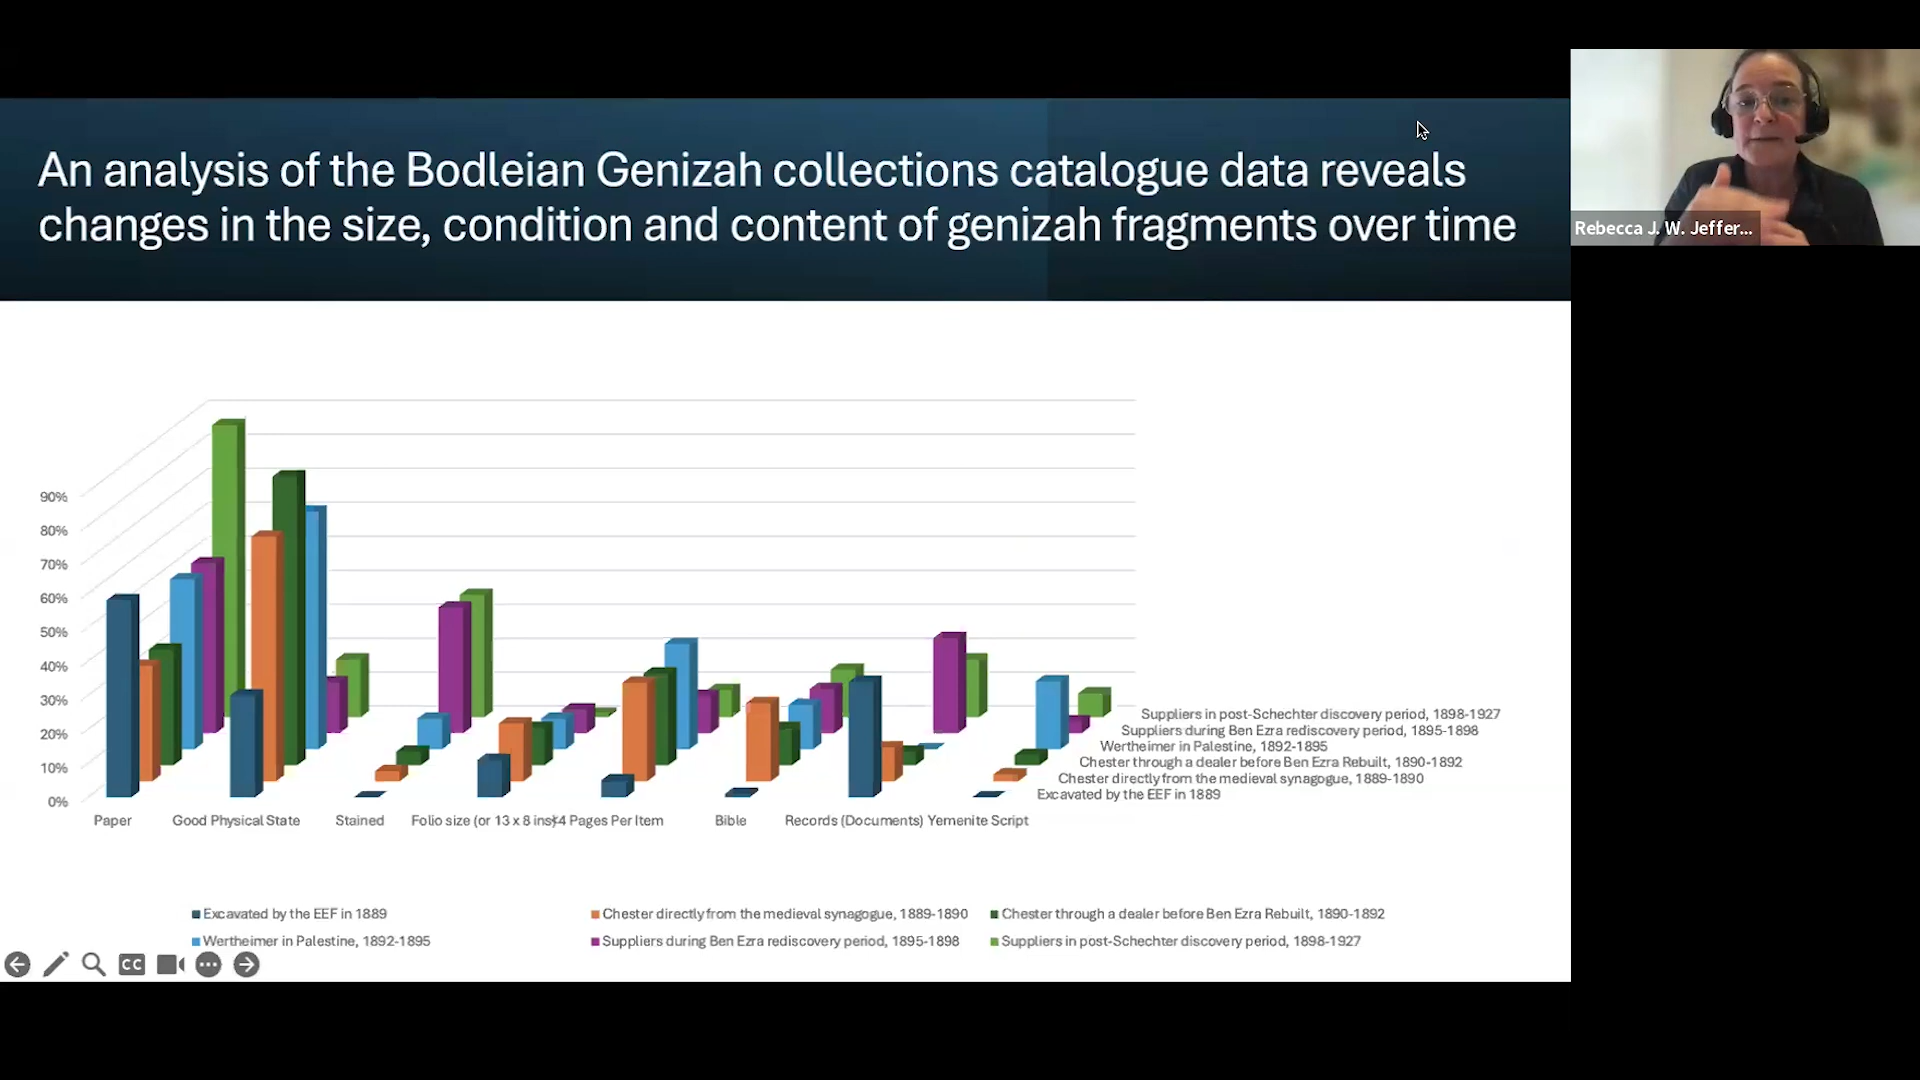 An analysis of the Bodleian Genizah collections catalogue data reveals
changes in the size, condition and content of genizah fragments over time
Rebecca J. W. Jeffer...
90%
80%
70%
60%
50%
40%
30%
20%
10%
0%
Suppliers in post-Schechter discovery period, 1898-1927
Suppliers during Ben Ezra rediscovery period, 1895-1898
Wertheimer in Palestine, 1892-1895
Chester through a dealer before Ben Ezra Rebuilt, 1890-1892
Chester directly from the medieval synagogue, 1889-1890
Excavated by the EEF in 1889
Paper
Good Physical State
Stained
Folio size (or 13 x 8 ins)
4 Pages Per Item
Bible
Records (Documents)
Yemenite Script
Excavated by the EEF in 1889
Chester directly from the medieval synagogue, 1889-1890
Chester through a dealer before Ben Ezra Rebuilt, 1890-1892
Wertheimer in Palestine, 1892-1895
Suppliers during Ben Ezra rediscovery period, 1895-1898
Suppliers in post-Schechter discovery period, 1898-1927
CC